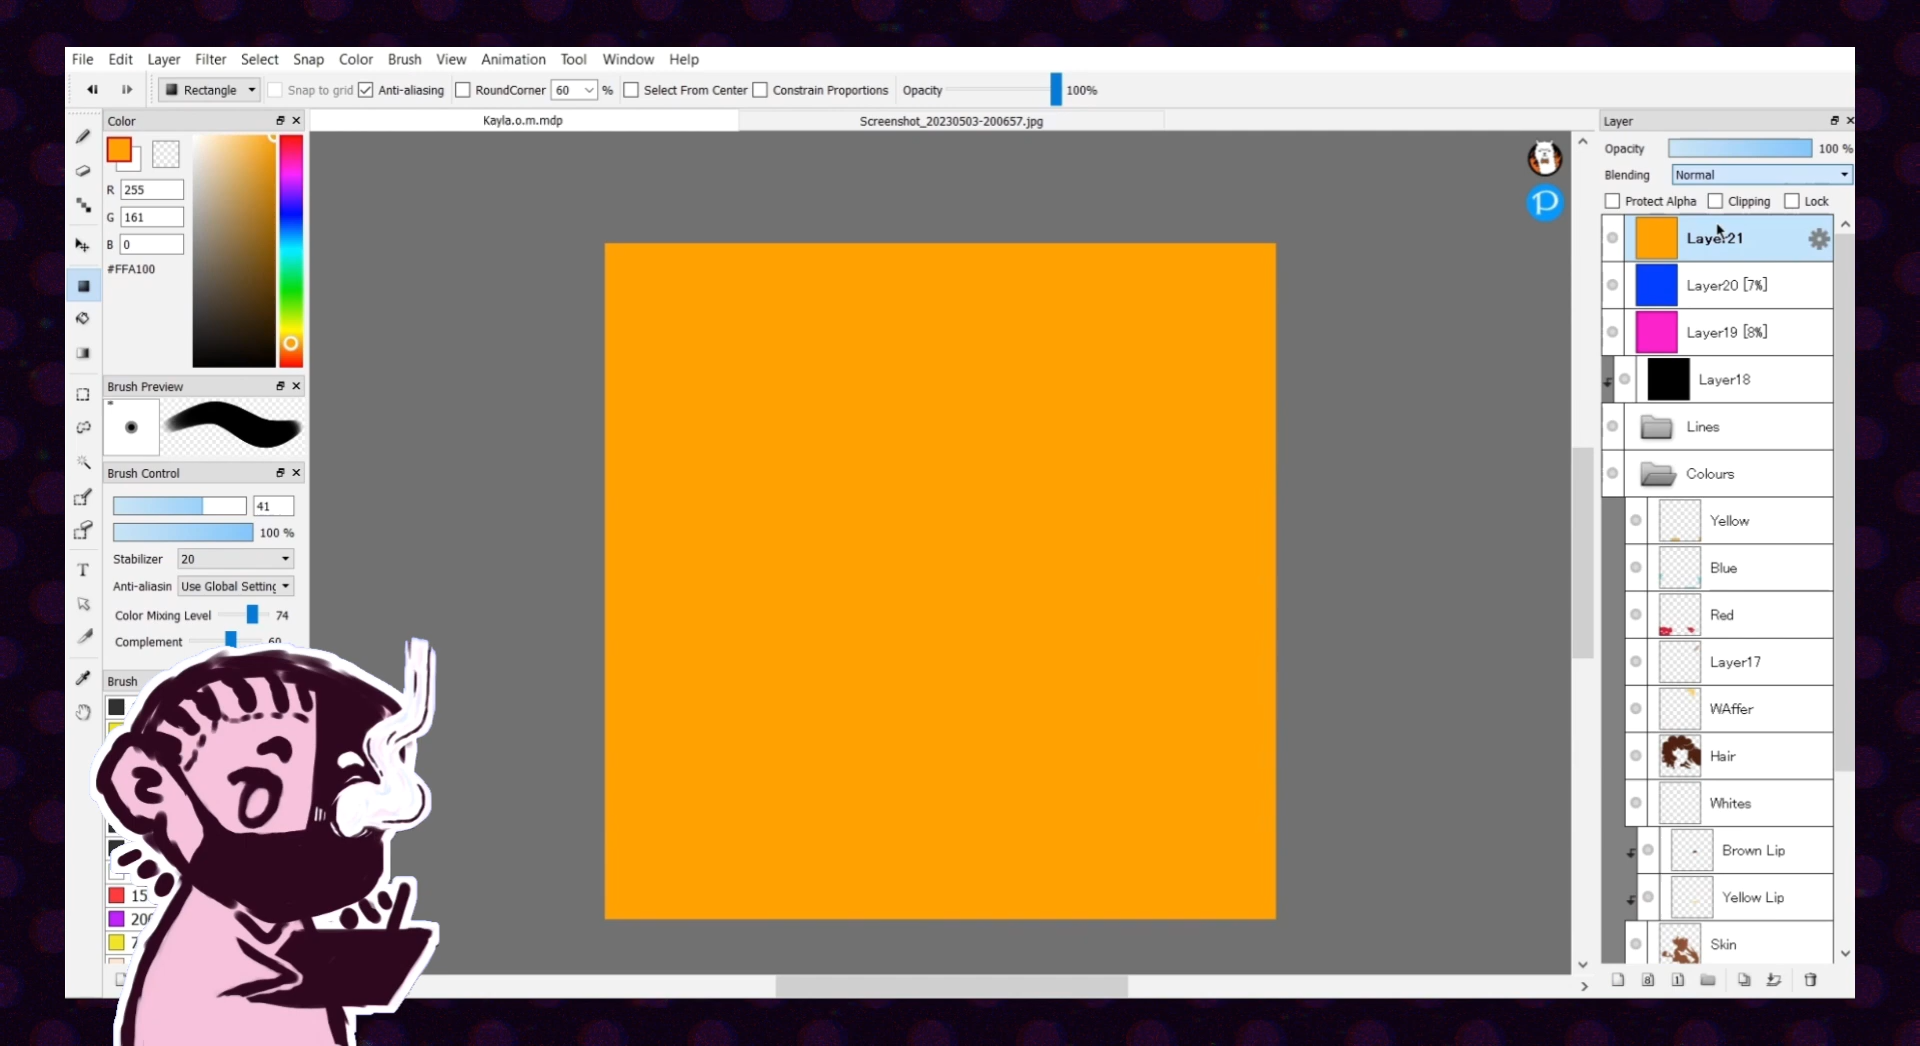 File Edit Layer Filter Select Snap Color Brush View Animation Tool Window Help
Rectangle Snap to grid Anti-aliasing RoundCorner 60 % Select From Center Constrain Proportions Opacity 100%
Color
Kayla.o.m.mdp
Screenshot_20230503-200657.jpg
Layer
R 255
G 161
B 0
#FFA100
Brush Preview
Brush Control
41
100 %
Stabilizer 20
Anti-aliasin Use Global Setting
Color Mixing Level 74
Complement 60
Brush
15
200
7
Opacity 100 %
Blending Normal
Protect Alpha Clipping Lock
Layer21
Layer20 [7%]
Layer19 [8%]
Layer18
Lines
Colours
Yellow
Blue
Red
Layer17
WAffer
Hair
Whites
Brown Lip
Yellow Lip
Skin